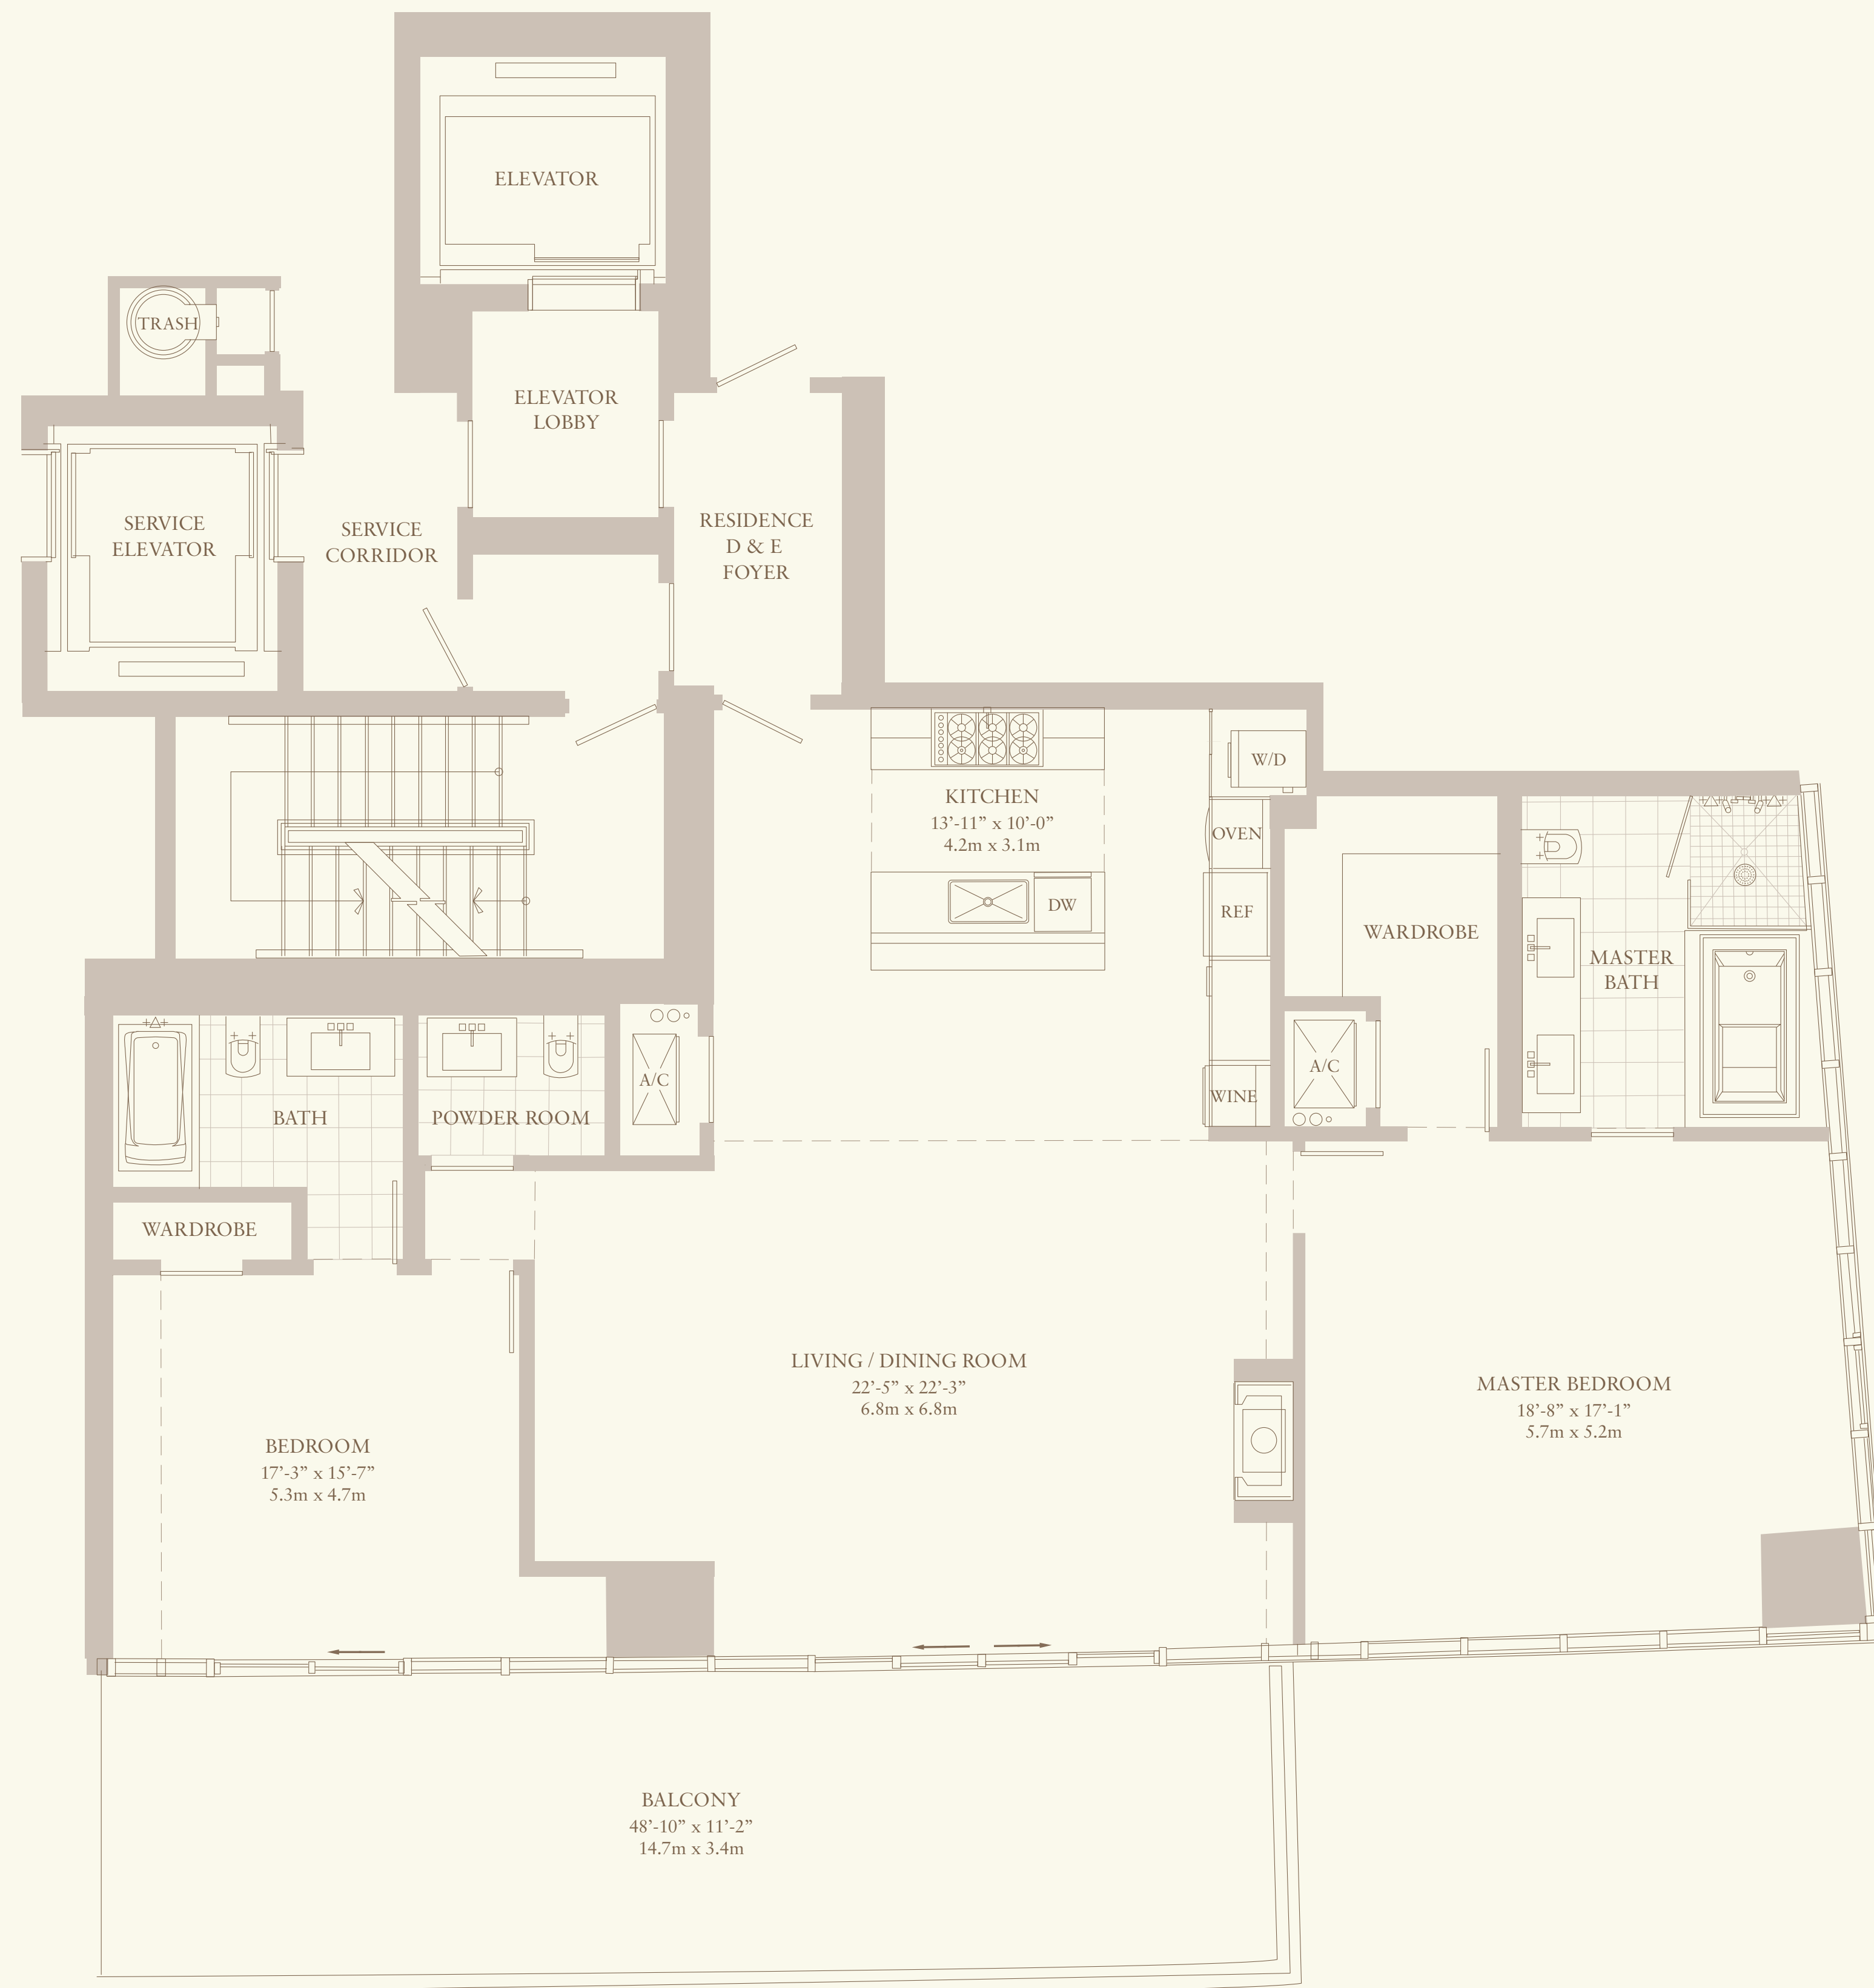 ELEVATOR
TRASH
ELEVATOR
LOBBY
SERVICE
ELEVATOR
SERVICE
CORRIDOR
RESIDENCE
D & E
FOYER
W/D
KITCHEN
13’-11” x 10’-0”
4.2m x 3.1m
OVEN
DW
REF
WARDROBE
MASTER
BATH
A/C
A/C
WINE
BATH
POWDER ROOM
WARDROBE
LIVING / DINING ROOM
22’-5” x 22’-3”
6.8m x 6.8m
MASTER BEDROOM
18’-8” x 17’-1”
5.7m x 5.2m
BEDROOM
17’-3” x 15’-7”
5.3m x 4.7m
BALCONY
48’-10” x 11’-2”
14.7m x 3.4m